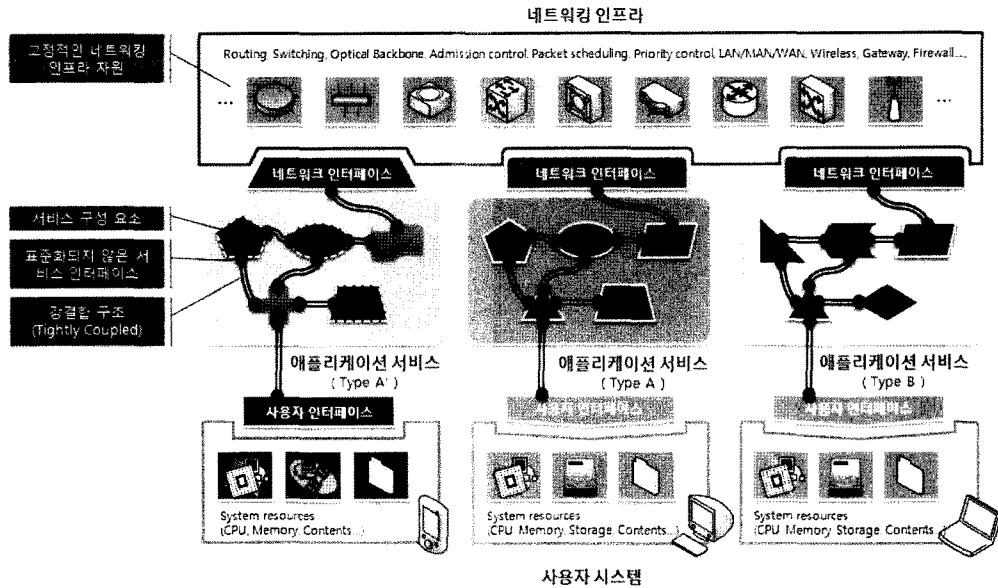 네트워킹 인프라
고정적인 네트워킹
인프라 자원
Routing, Switching, Optical Backbone, Admission control, Packet scheduling, Priority control, LAN/MAN/WAN, Wireless, Gateway, Firewall....
...
...
네트워크 인터페이스
네트워크 인터페이스
네트워크 인터페이스
서비스 구성 요소
표준화되지 않은 서
비스 인터페이스
강결합 구조
(Tightly Coupled)
애플리케이션 서비스
( Type A' )
애플리케이션 서비스
( Type A )
애플리케이션 서비스
( Type B )
사용자 인터페이스
사용자 인터페이스
사용자 인터페이스
System resources
(CPU, Memory, Contents...)
System resources
(CPU, Memory, Storage, Contents...)
System resources
(CPU, Memory, Storage, Contents...)
사용자 시스템